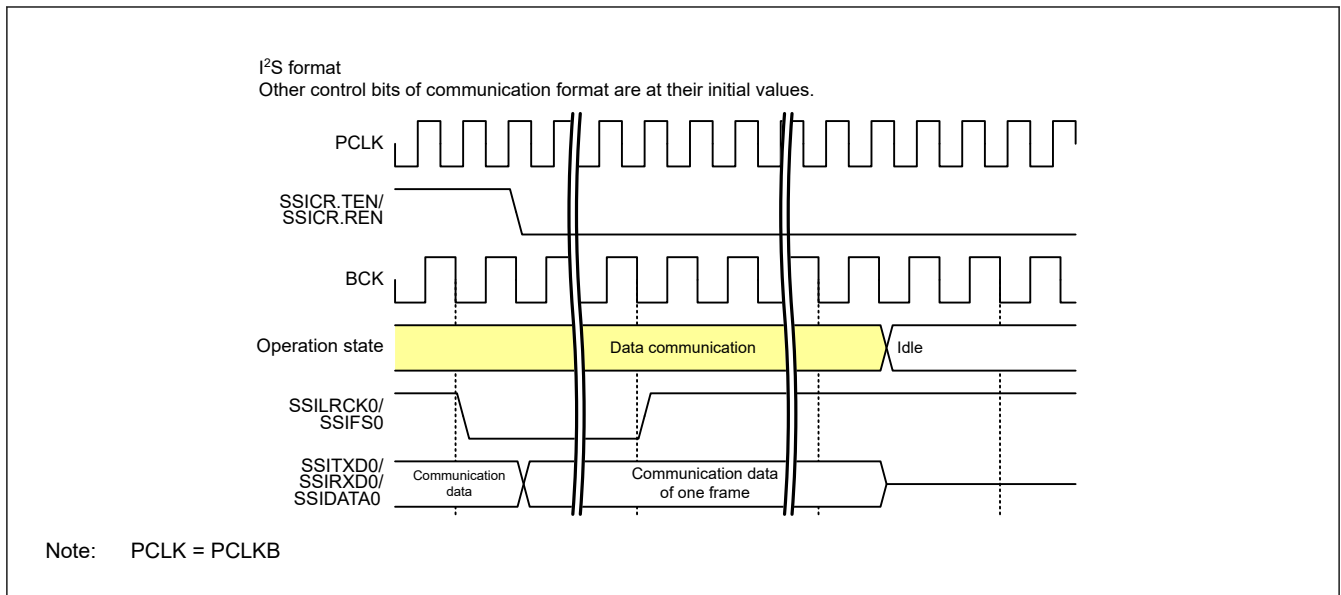 I²S format
Other control bits of communication format are at their initial values.
PCLK
SSICR.TEN/
SSICR.REN
BCK
Operation state
Data communication
Idle
SSILRCK0/
SSIFS0
SSITXD0/
SSIRXD0/
SSIDATA0
Communication
data
Communication data
of one frame
Note: PCLK = PCLKB